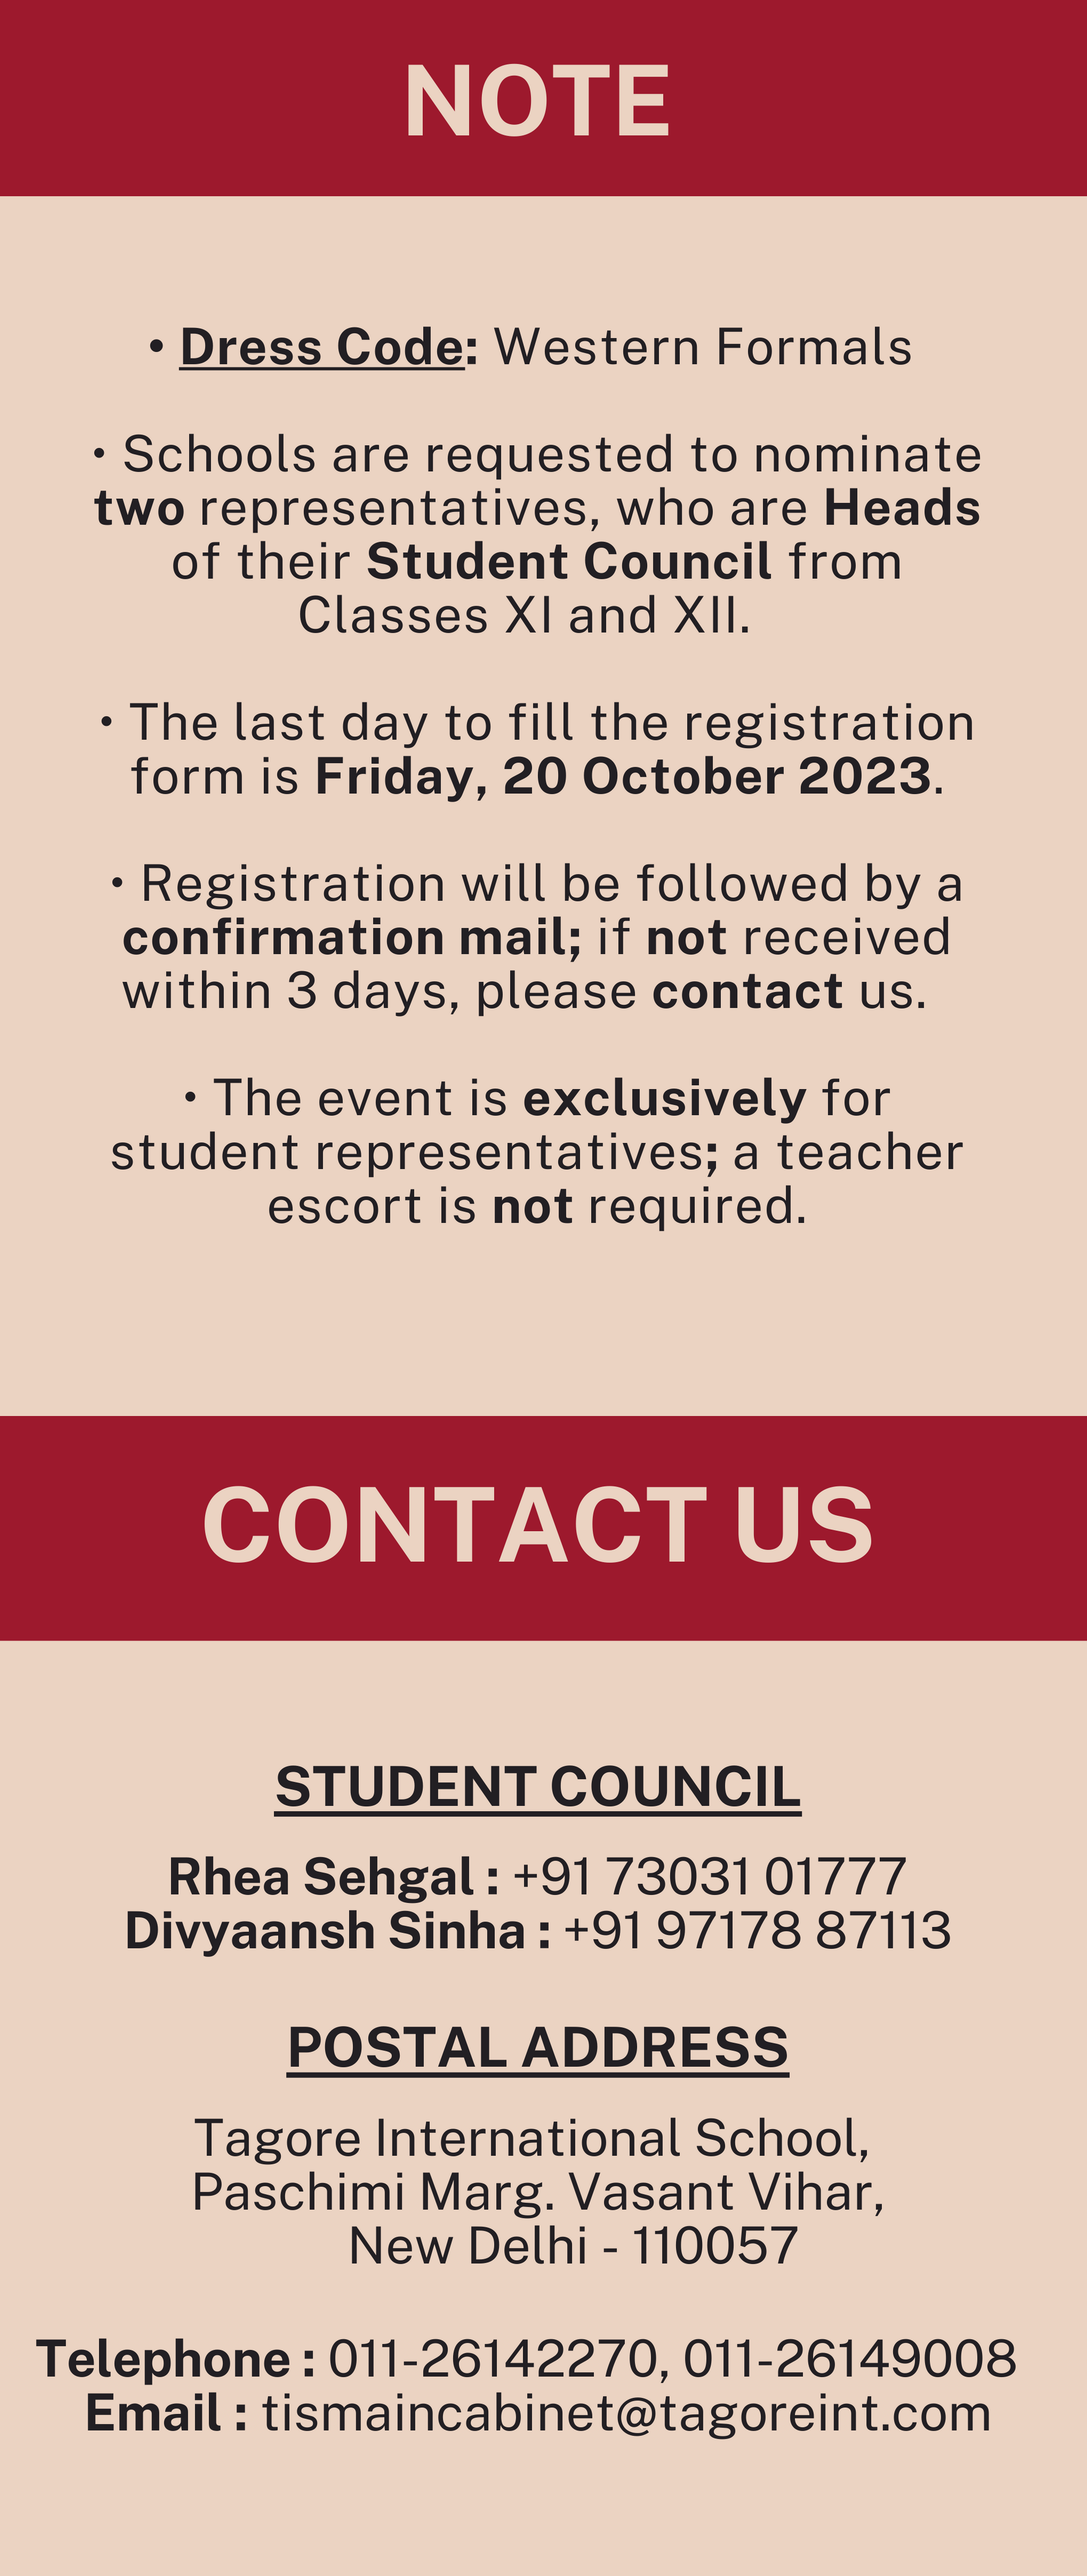 NOTE
• Dress Code: Western Formals
• Schools are requested to nominate
two representatives, who are Heads
of their Student Council from
Classes XI and XII.
• The last day to fill the registration
form is Friday, 20 October 2023.
• Registration will be followed by a
confirmation mail; if not received
within 3 days, please contact us.
• The event is exclusively for
student representatives; a teacher
escort is not required.
CONTACT US
STUDENT COUNCIL
Rhea Sehgal : +91 73031 01777
Divyaansh Sinha : +91 97178 87113
POSTAL ADDRESS
Tagore International School,
Paschimi Marg. Vasant Vihar,
New Delhi - 110057
Telephone : 011-26142270, 011-26149008
Email : tismaincabinet@tagoreint.com